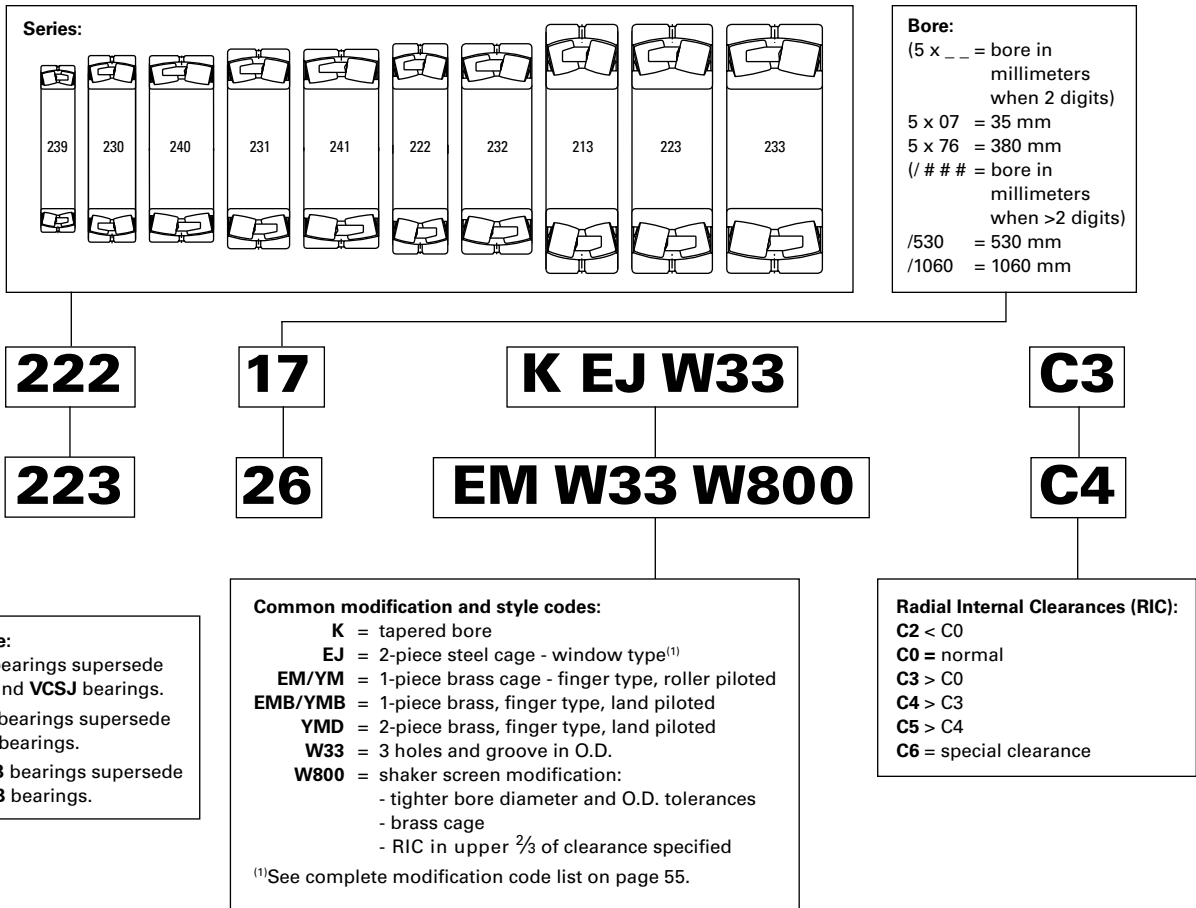 Series:
239 230 240 231 241 222 232 213 223 233
Bore:
(5 x _ _ = bore in
millimeters
when 2 digits)
5 x 07 = 35 mm
5 x 76 = 380 mm
(/ # # # = bore in
millimeters
when >2 digits)
/530 = 530 mm
/1060 = 1060 mm
222 17 K EJ W33 C3
223 26 EM W33 W800 C4
e:
bearings supersede
nd VCSJ bearings.
bearings supersede
bearings.
bearings supersede
bearings.
Common modification and style codes:
K = tapered bore
EJ = 2-piece steel cage - window type(1)
EM/YM = 1-piece brass cage - finger type, roller piloted
EMB/YMB = 1-piece brass, finger type, land piloted
YMD = 2-piece brass, finger type, land piloted
W33 = 3 holes and groove in O.D.
W800 = shaker screen modification:
- tighter bore diameter and O.D. tolerances
- brass cage
- RIC in upper 2/3 of clearance specified
(1)See complete modification code list on page 55.
Radial Internal Clearances (RIC):
C2 < C0
C0 = normal
C3 > C0
C4 > C3
C5 > C4
C6 = special clearance